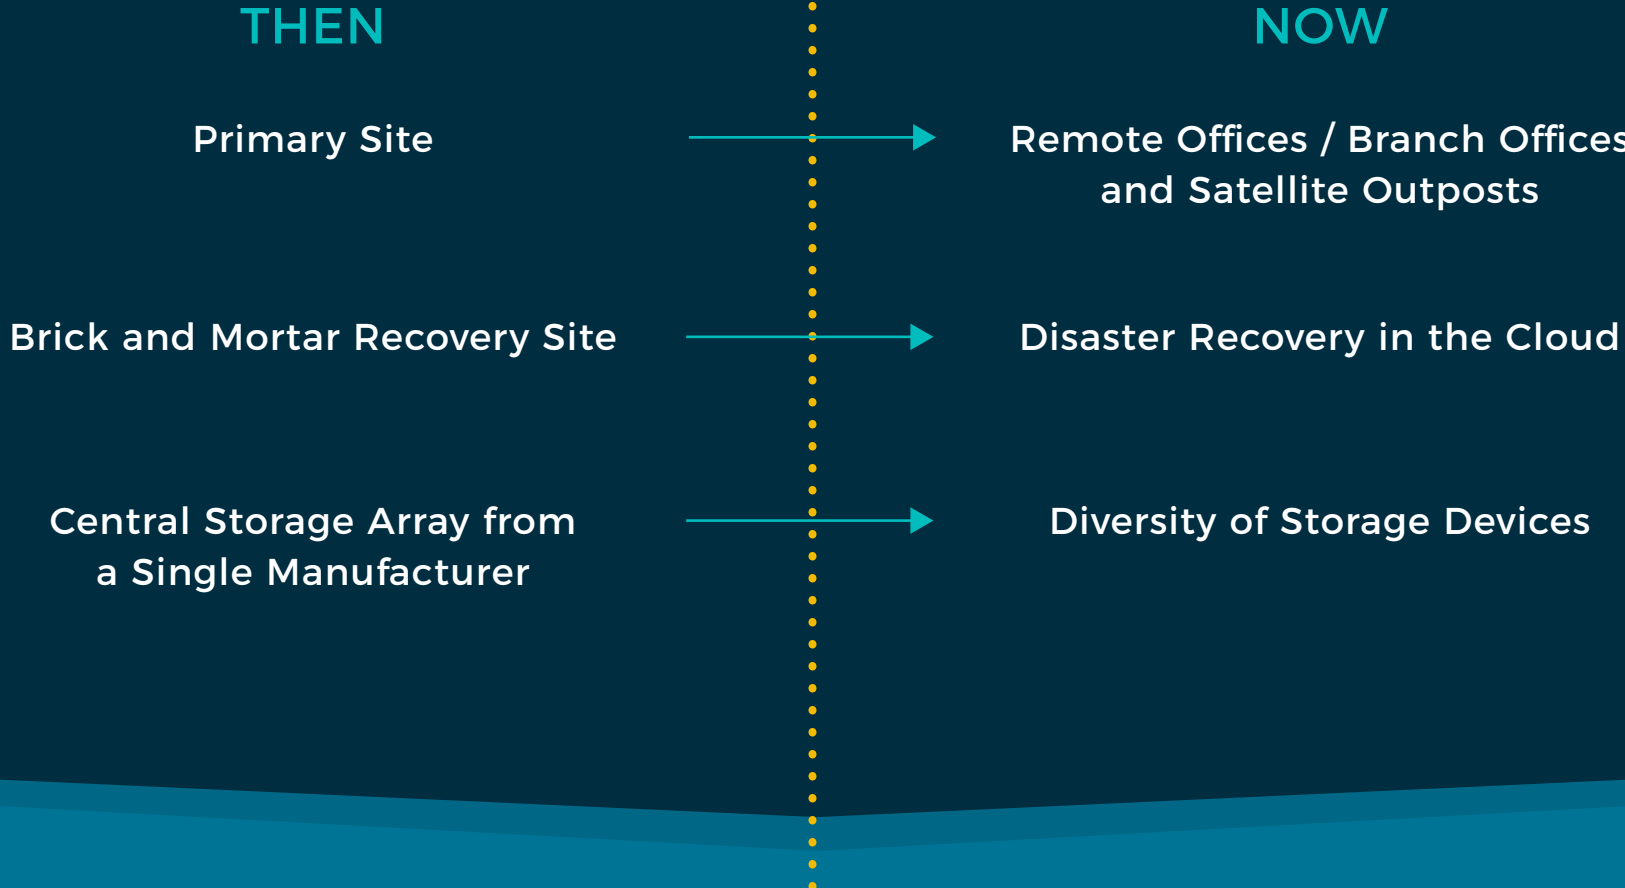 THEN
NOW
Primary Site
Remote Offices / Branch Offices
and Satellite Outposts
Brick and Mortar Recovery Site
Disaster Recovery in the Cloud
Central Storage Array from
a Single Manufacturer
Diversity of Storage Devices